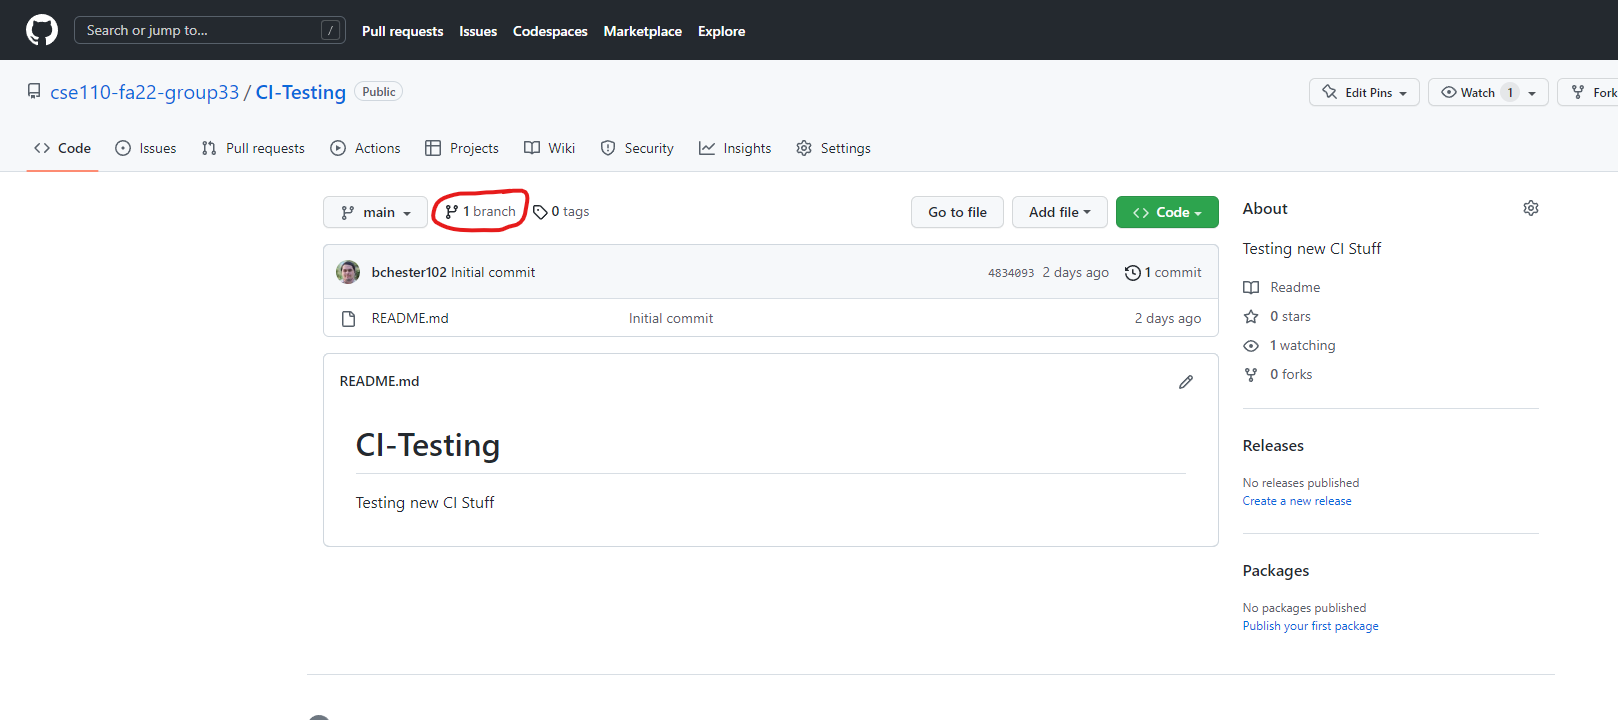 Search or jump to... /
Pull requests Issues Codespaces Marketplace Explore
cse110-fa22-group33 / CI-Testing Public
Edit Pins Watch 1 Fork
Code Issues Pull requests Actions Projects Wiki Security Insights Settings
main 1 branch 0 tags Go to file Add file Code
bchester102 Initial commit 4834093 2 days ago 1 commit
README.md Initial commit 2 days ago
README.md
CI-Testing
Testing new CI Stuff
About
Testing new CI Stuff
Readme
0 stars
1 watching
0 forks
Releases
No releases published
Create a new release
Packages
No packages published
Publish your first package